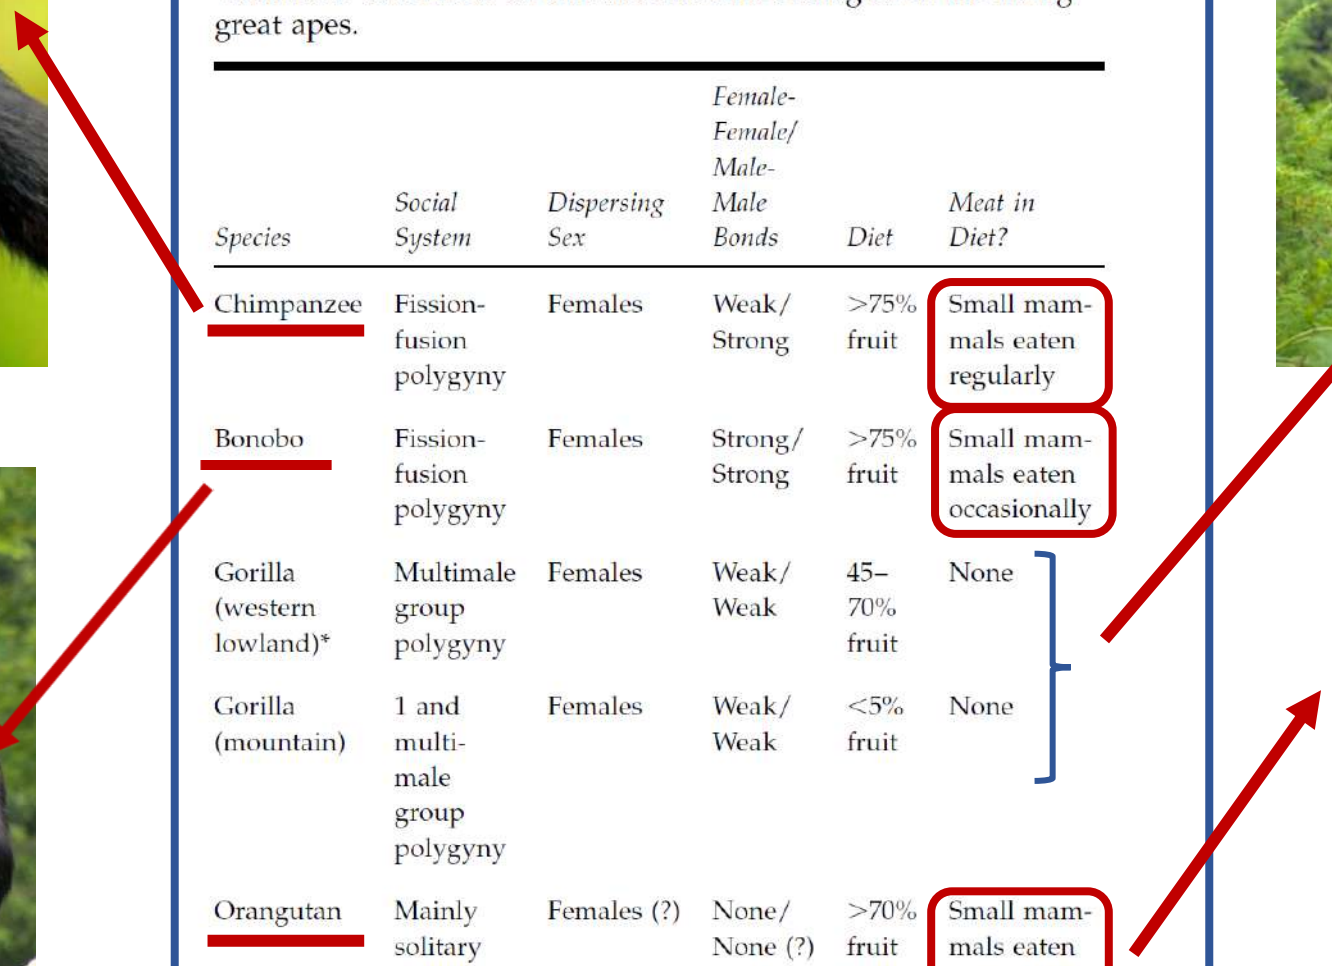 great apes.
Female-
Female/
Male-
Social Dispersing Male Meat in
Species System Sex Bonds Diet Diet?
Chimpanzee Fission- Females Weak/ >75% Small mam-
fusion Strong fruit mals eaten
polygyny regularly
Bonobo Fission- Females Strong/ >75% Small mam-
fusion Strong fruit mals eaten
polygyny occasionally
Gorilla Multimale Females Weak/ 45– None
(western group Weak 70%
lowland)* polygyny fruit
Gorilla 1 and Females Weak/ <5% None
(mountain) multi- Weak fruit
male
group
polygyny
Orangutan Mainly Females (?) None/ >70% Small mam-
solitary None (?) fruit mals eaten